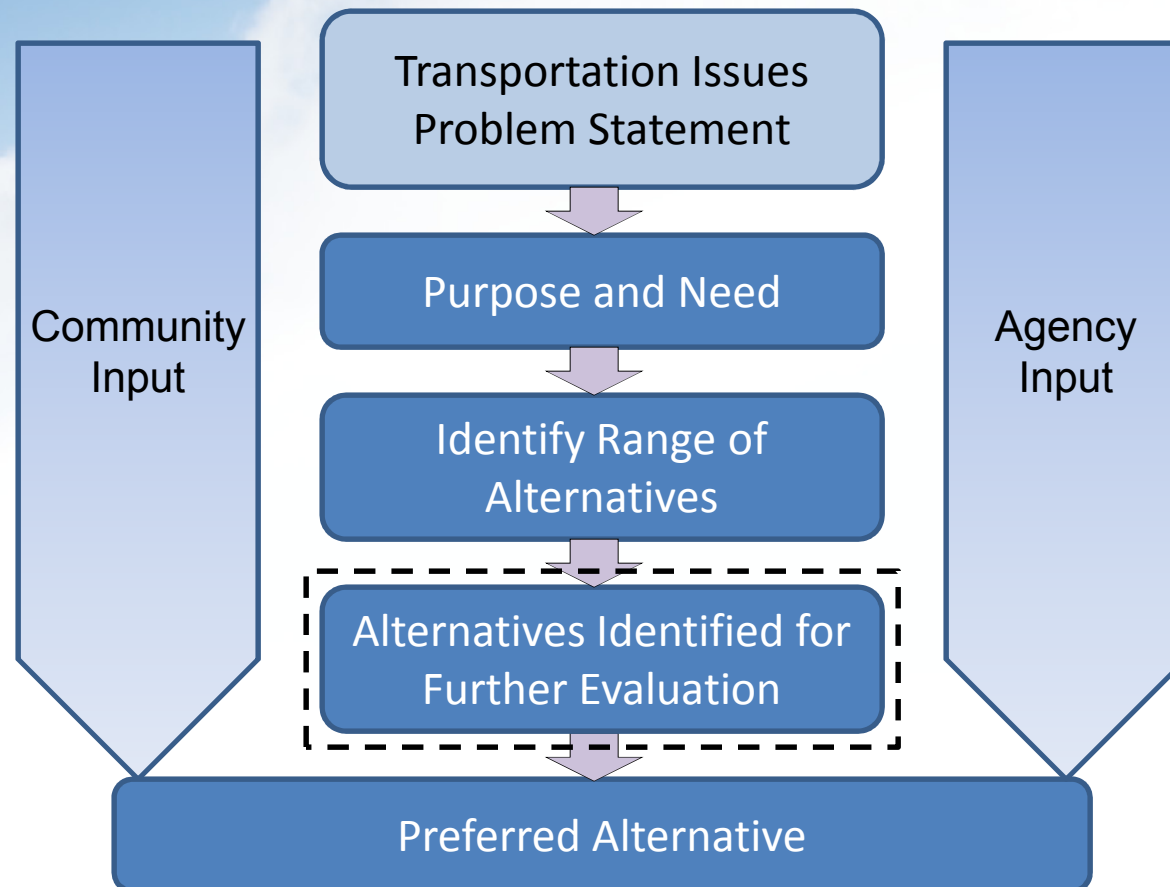 Transportation Issues
Problem Statement
Purpose and Need
Community
Input
Agency
Input
Identify Range of
Alternatives
Alternatives Identified for
Further Evaluation
Preferred Alternative